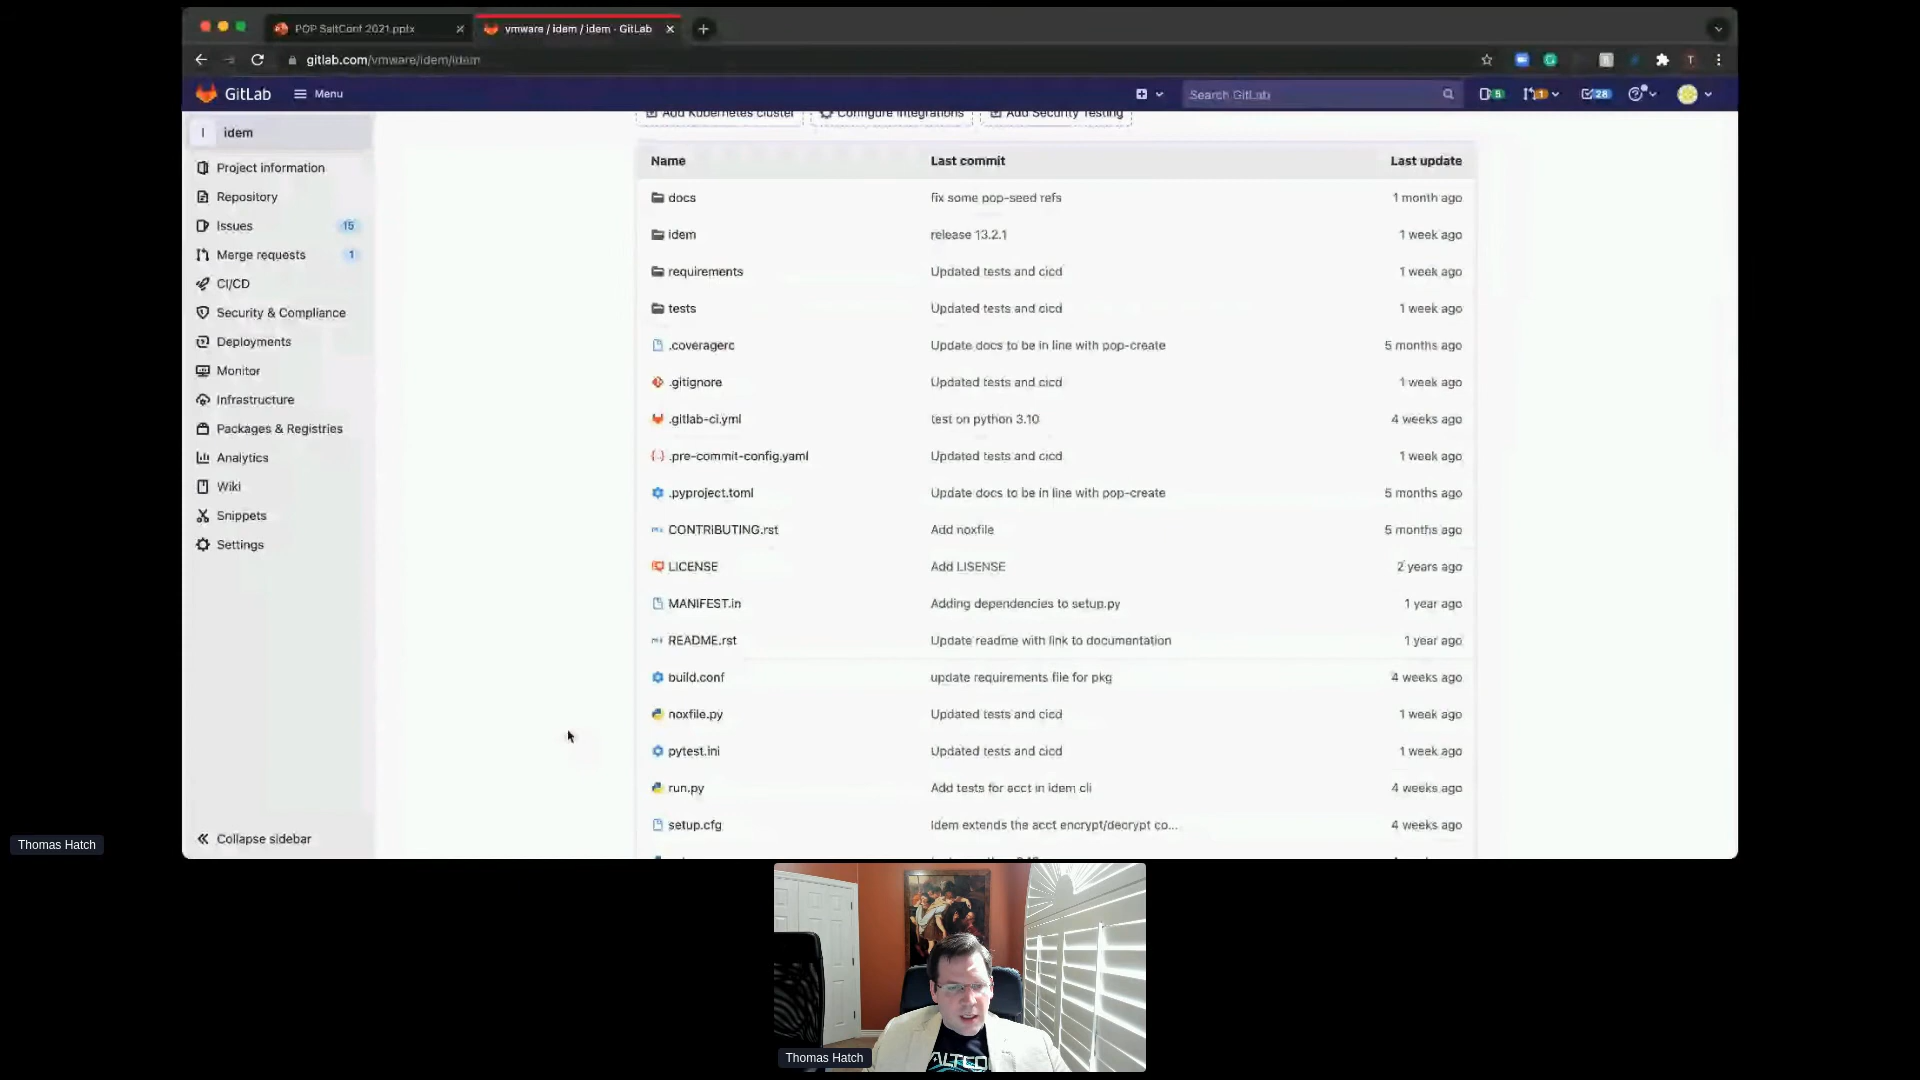 POP SaltConf 2021.pptx
vmware / idem / idem · GitLab
gitlab.com/vmware/idem/idem
T
GitLab
Menu
Search GitLab
5
1
28
Add Kubernetes cluster
Configure Integrations
Add Security Testing
I
idem
Project information
Repository
Issues
15
Merge requests
1
CI/CD
Security & Compliance
Deployments
Monitor
Infrastructure
Packages & Registries
Analytics
Wiki
Snippets
Settings
Collapse sidebar
Name Last commit Last update
docs fix some pop-seed refs 1 month ago
idem release 13.2.1 1 week ago
requirements Updated tests and cicd 1 week ago
tests Updated tests and cicd 1 week ago
.coveragerc Update docs to be in line with pop-create 5 months ago
.gitignore Updated tests and cicd 1 week ago
.gitlab-ci.yml test on python 3.10 4 weeks ago
.pre-commit-config.yaml Updated tests and cicd 1 week ago
.pyproject.toml Update docs to be in line with pop-create 5 months ago
CONTRIBUTING.rst Add noxfile 5 months ago
LICENSE Add LISENSE 2 years ago
MANIFEST.in Adding dependencies to setup.py 1 year ago
README.rst Update readme with link to documentation 1 year ago
build.conf update requirements file for pkg 4 weeks ago
noxfile.py Updated tests and cicd 1 week ago
pytest.ini Updated tests and cicd 1 week ago
run.py Add tests for acct in idem cli 4 weeks ago
setup.cfg Idem extends the acct encrypt/decrypt co... 4 weeks ago
Thomas Hatch
Thomas Hatch